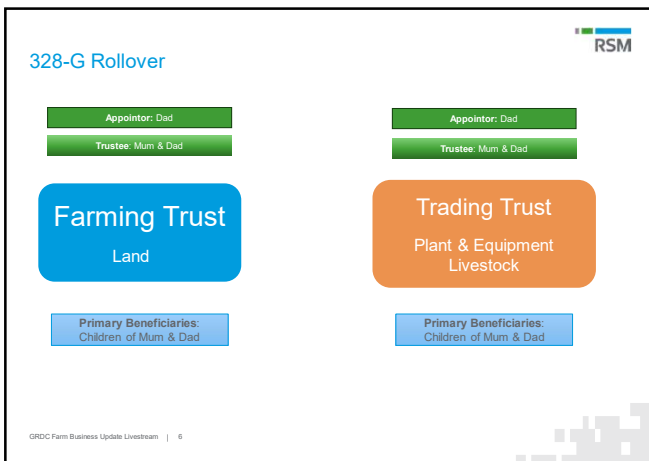 RSM
328-G Rollover
Appointor: Dad
Trustee: Mum & Dad
Farming Trust
Land
Primary Beneficiaries:
Children of Mum & Dad
Appointor: Dad
Trustee: Mum & Dad
Trading Trust
Plant & Equipment
Livestock
Primary Beneficiaries:
Children of Mum & Dad
GRDC Farm Business Update Livestream | 6